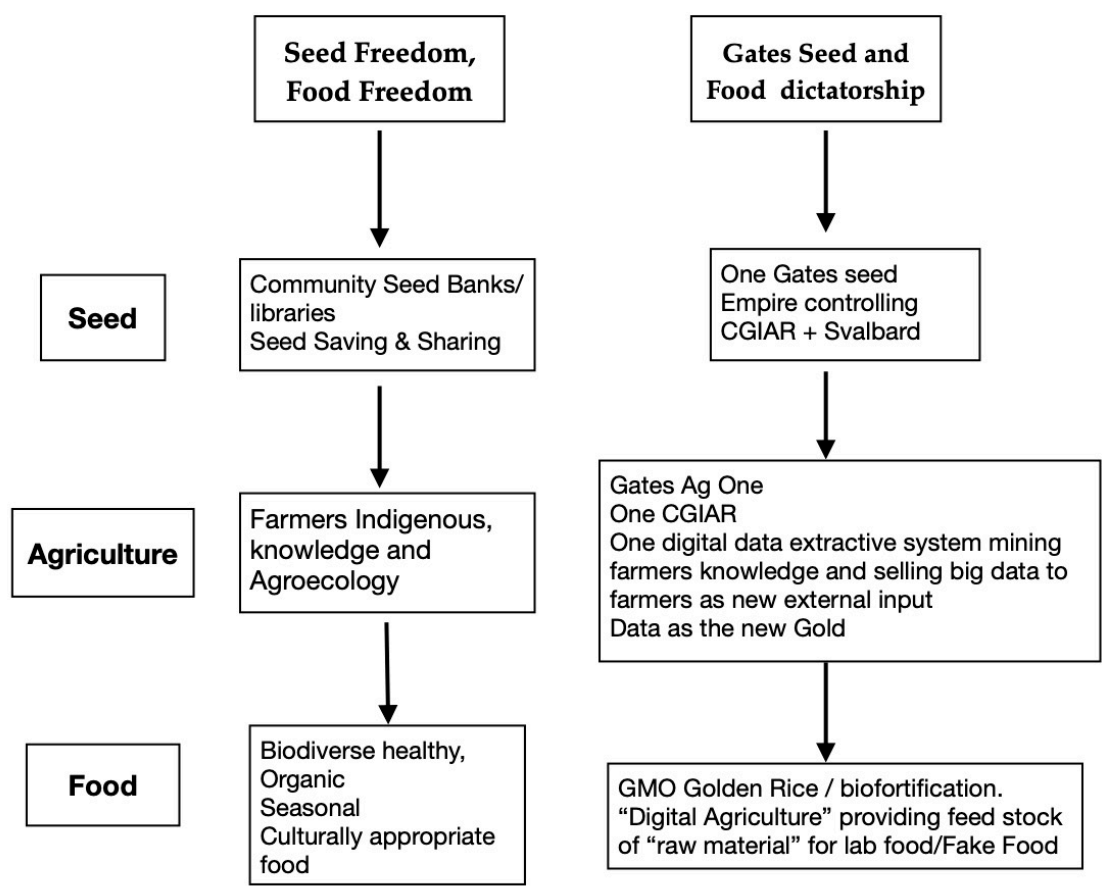 Seed Freedom,
Food Freedom
Gates Seed and
Food dictatorship
Seed
Community Seed Banks/
libraries
Seed Saving & Sharing
One Gates seed
Empire controlling
CGIAR + Svalbard
Agriculture
Farmers Indigenous,
knowledge and
Agroecology
Gates Ag One
One CGIAR
One digital data extractive system mining
farmers knowledge and selling big data to
farmers as new external input
Data as the new Gold
Food
Biodiverse healthy,
Organic
Seasonal
Culturally appropriate
food
GMO Golden Rice / biofortification.
“Digital Agriculture” providing feed stock
of “raw material” for lab food/Fake Food